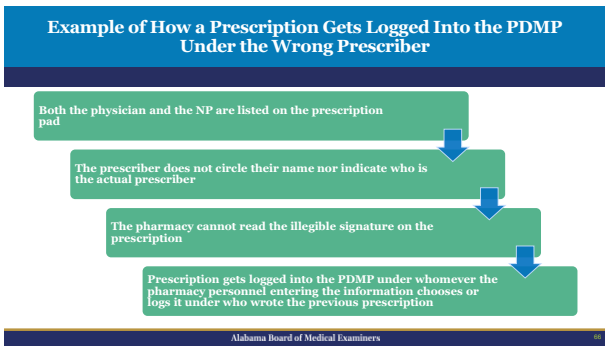 Example of How a Prescription Gets Logged Into the PDMP
Under the Wrong Prescriber
Both the physician and the NP are listed on the prescription
pad
The prescriber does not circle their name nor indicate who is
the actual prescriber
The pharmacy cannot read the illegible signature on the
prescription
Prescription gets logged into the PDMP under whomever the
pharmacy personnel entering the information chooses or
logs it under who wrote the previous prescription
Alabama Board of Medical Examiners
66